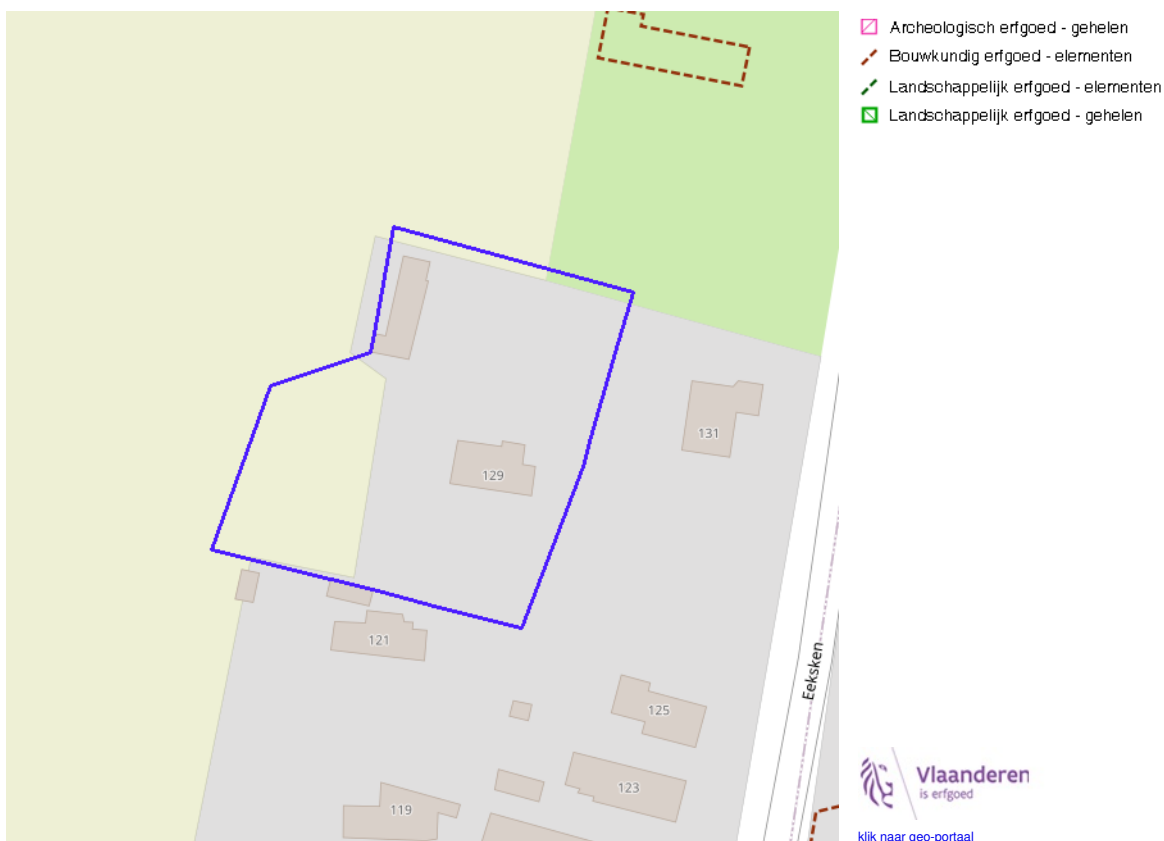 Archeologisch erfgoed - gehelen
Bouwkundig erfgoed - elementen
Landschappelijk erfgoed - elementen
Landschappelijk erfgoed - gehelen
131
129
121
Eeksken
125
123
119
Vlaanderen
is erfgoed
klik naar geo-portaal